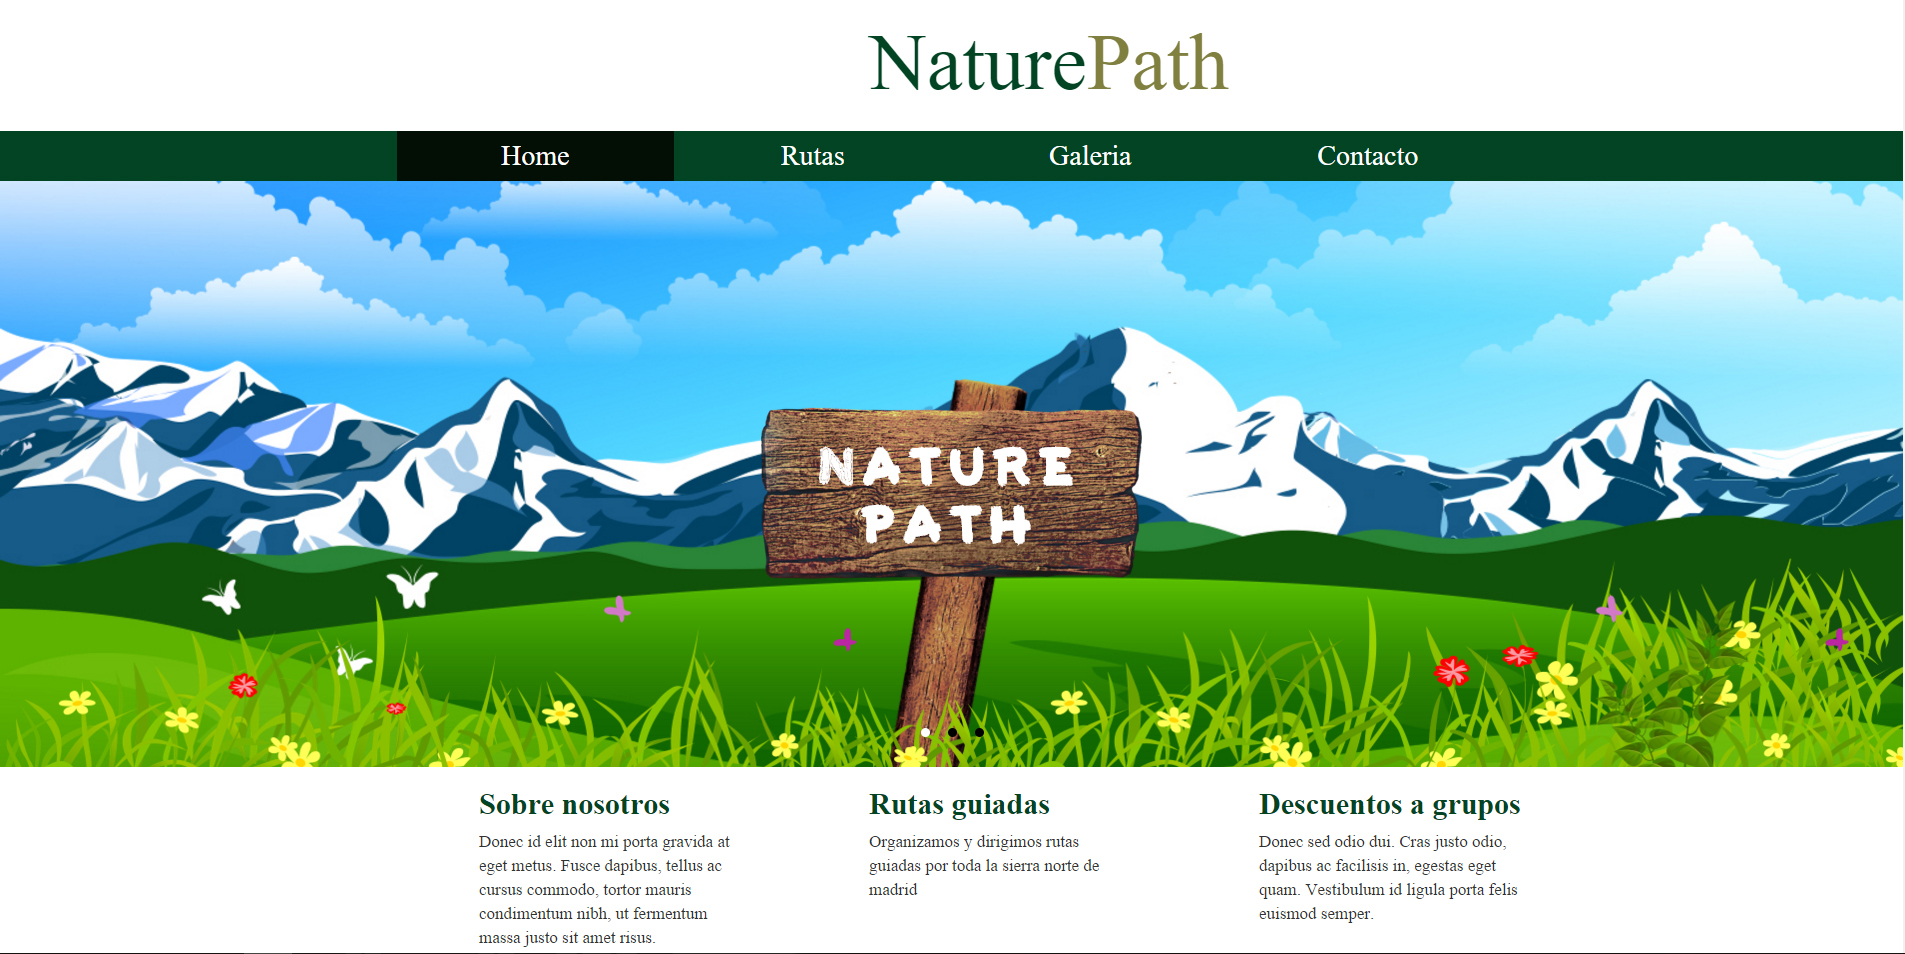 NaturePath
Home Rutas Galeria Contacto
NATURE
PATH
Sobre nosotros
Donec id elit non mi porta gravida at
eget metus. Fusce dapibus, tellus ac
cursus commodo, tortor mauris
condimentum nibh, ut fermentum
massa justo sit amet risus.
Rutas guiadas
Organizamos y dirigimos rutas
guiadas por toda la sierra norte de
madrid
Descuentos a grupos
Donec sed odio dui. Cras justo odio,
dapibus ac facilisis in, egestas eget
quam. Vestibulum id ligula porta felis
euismod semper.